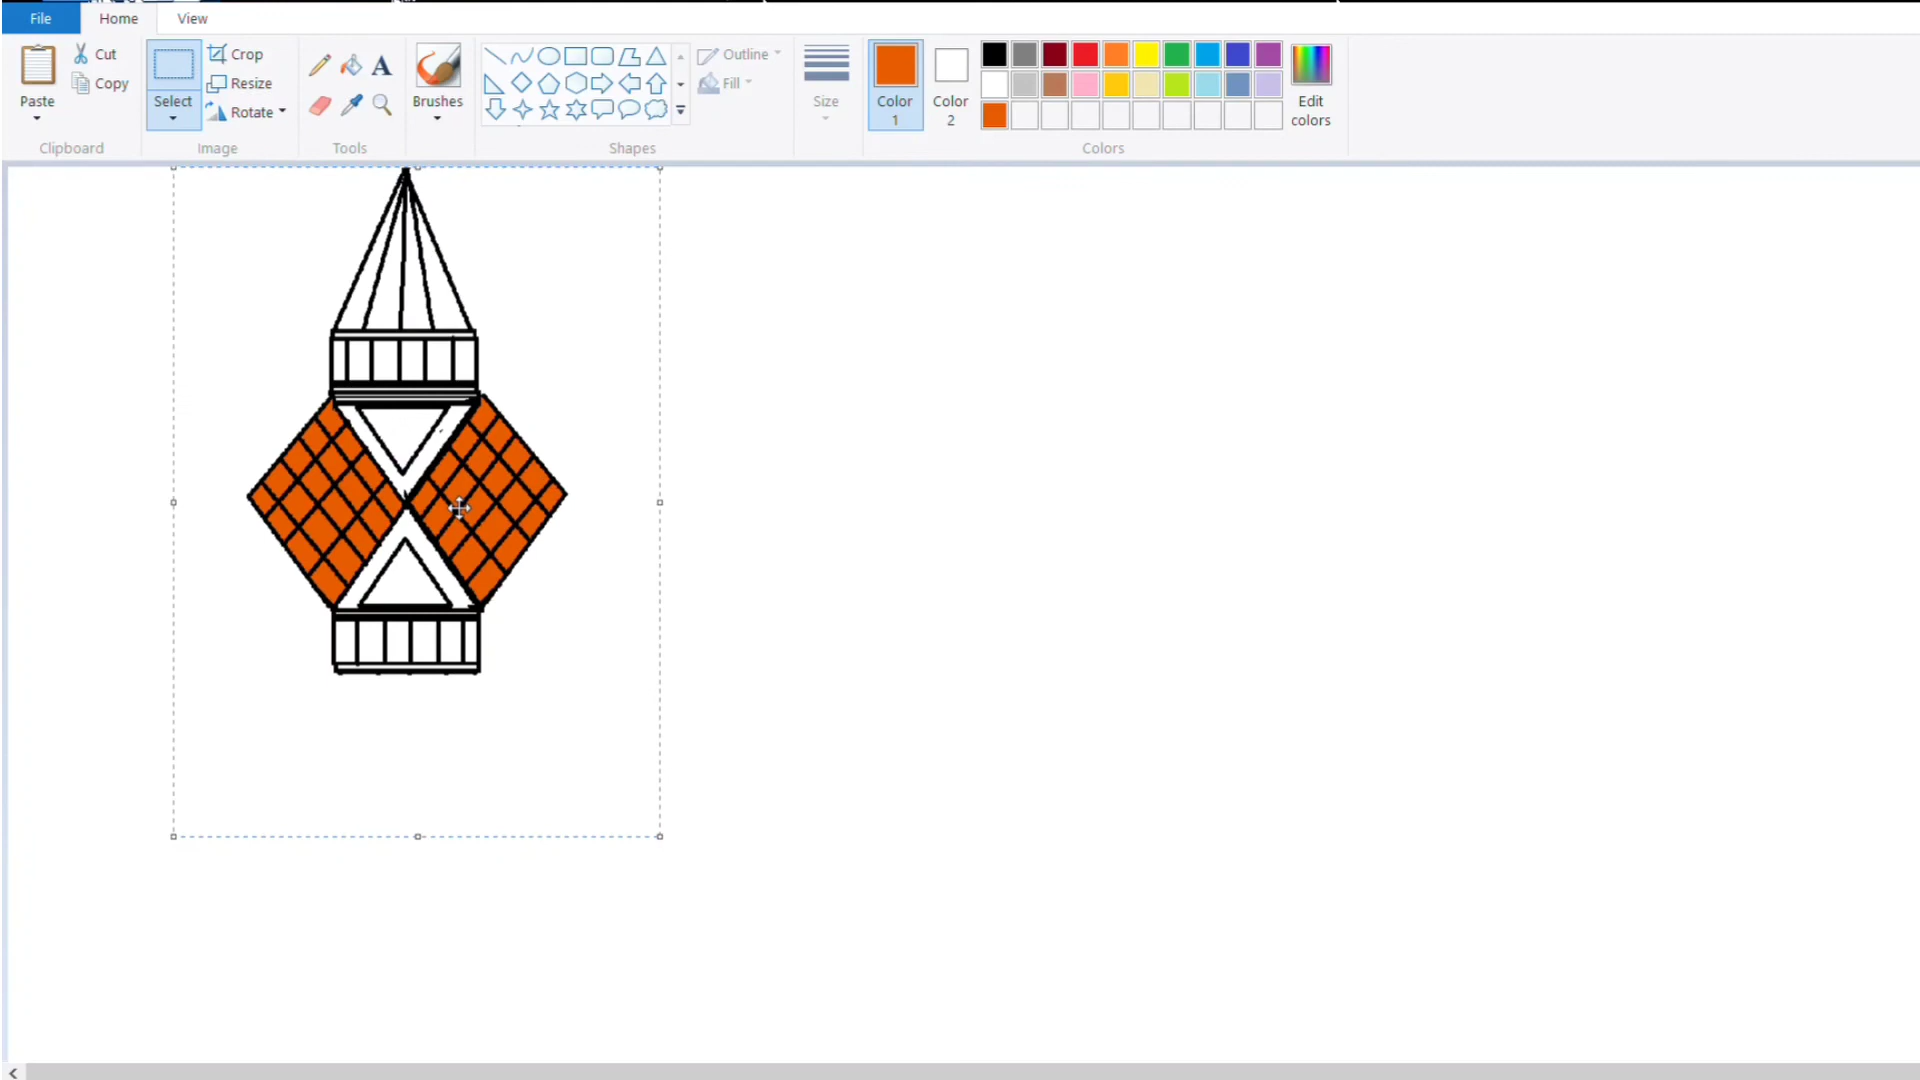 File Home View
Paste
Cut
Copy
Clipboard
Select
Crop
Resize
Rotate
Image
A
Tools
Brushes
Shapes
Outline
Fill
Size
Color
1
Color
2
Edit
colors
Colors